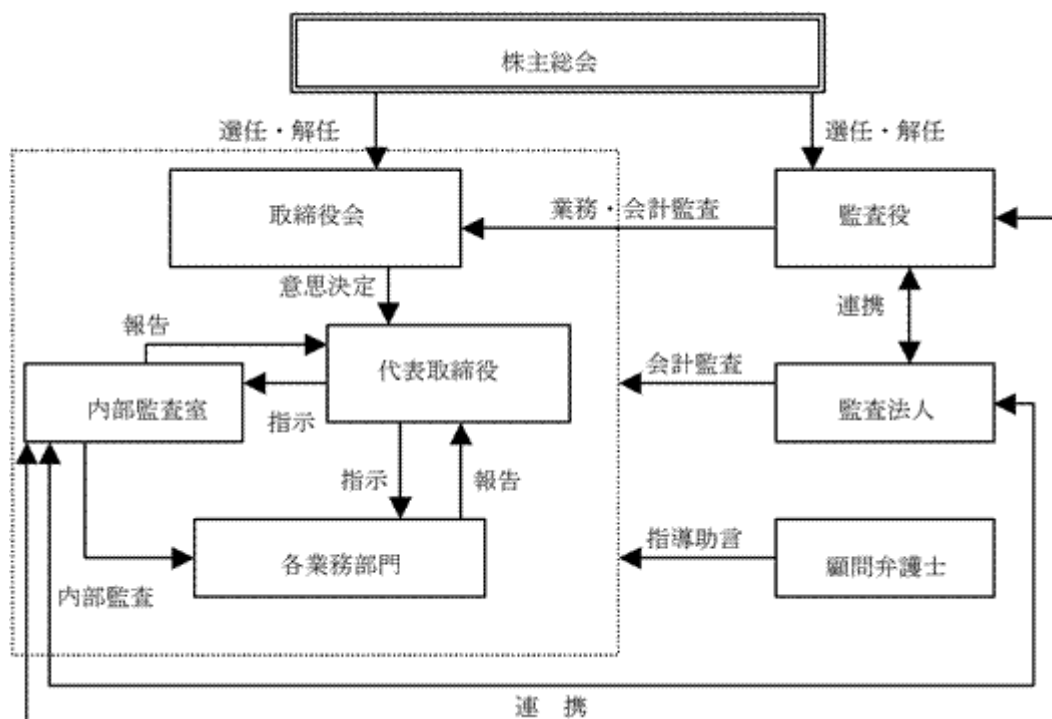 株主総会
選任・解任
選任・解任
取締役会
業務・会計監査
監査役
意思決定
連携
報告
代表取締役
会計監査
内部監査室
指示
監査法人
指示
報告
指導助言
各業務部門
顧問弁護士
内部監査
連　携